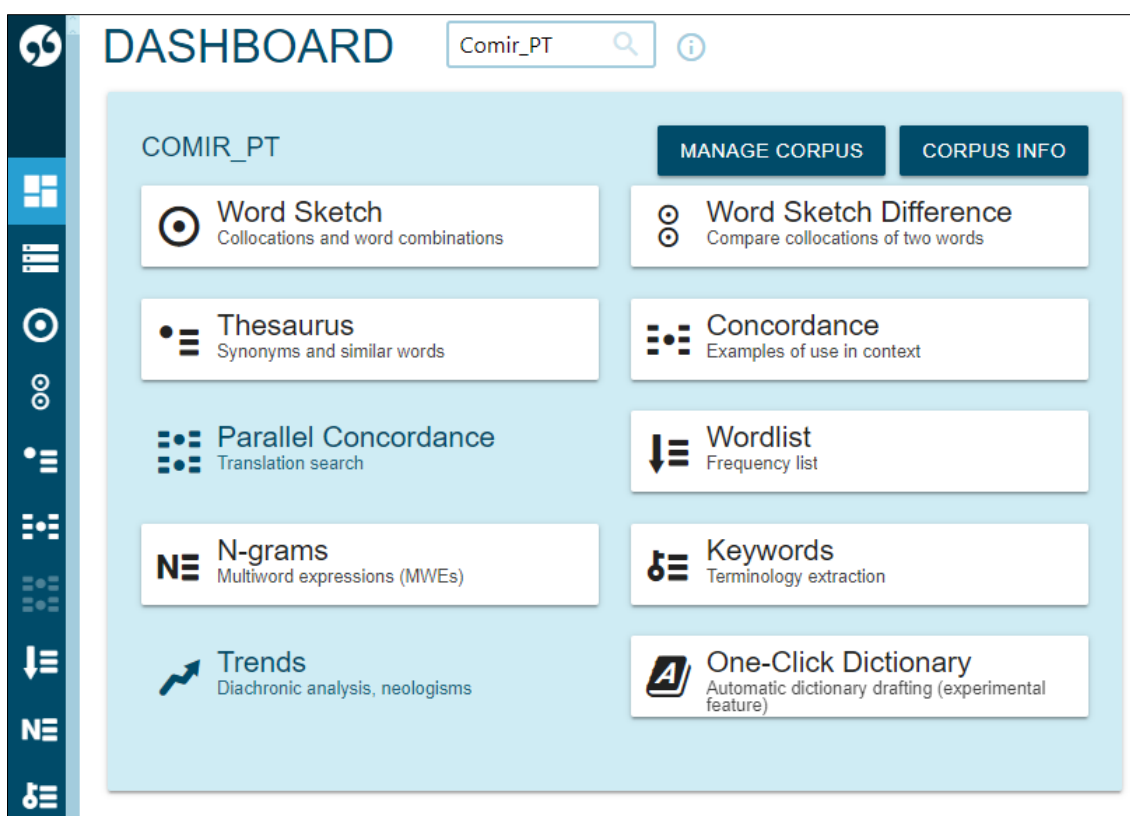 DASHBOARD
Comir_PT
COMIR_PT
MANAGE CORPUS
CORPUS INFO
Word Sketch
Collocations and word combinations
Word Sketch Difference
Compare collocations of two words
Thesaurus
Synonyms and similar words
Concordance
Examples of use in context
Parallel Concordance
Translation search
Wordlist
Frequency list
N-grams
Multiword expressions (MWEs)
Keywords
Terminology extraction
Trends
Diachronic analysis, neologisms
One-Click Dictionary
Automatic dictionary drafting (experimental
feature)